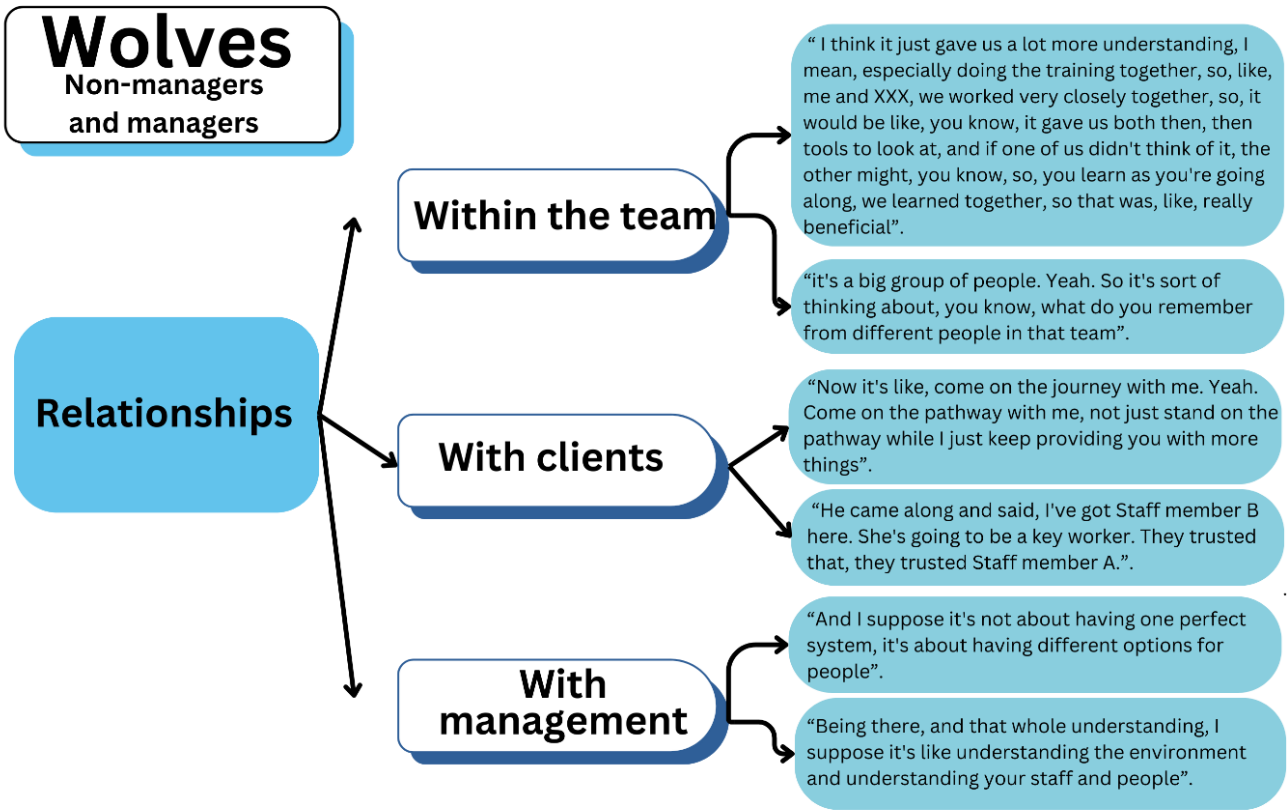 Wolves
Non-managers
and managers
Relationships
Within the team
“ I think it just gave us a lot more understanding, I
mean, especially doing the training together, so, like,
me and XXX, we worked very closely together, so, it
would be like, you know, it gave us both then, then
tools to look at, and if one of us didn't think of it, the
other might, you know, so, you learn as you're going
along, we learned together, so that was, like, really
beneficial”.
“it's a big group of people. Yeah. So it's sort of
thinking about, you know, what do you remember
from different people in that team”.
With clients
“Now it's like, come on the journey with me. Yeah.
Come on the pathway with me, not just stand on the
pathway while I just keep providing you with more
things”.
“He came along and said, I've got Staff member B
here. She's going to be a key worker. They trusted
that, they trusted Staff member A.”.
.
With
management
“And I suppose it's not about having one perfect
system, it's about having different options for
people”.
“Being there, and that whole understanding, I
suppose it's like understanding the environment
and understanding your staff and people”.